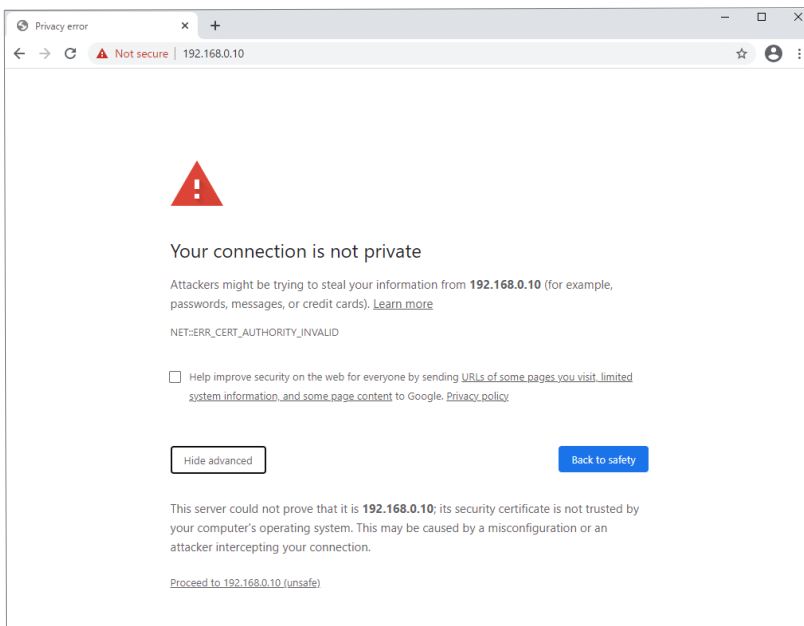 Privacy error
Not secure | 192.168.0.10
Your connection is not private
Attackers might be trying to steal your information from 192.168.0.10 (for example,
passwords, messages, or credit cards). Learn more
NET::ERR_CERT_AUTHORITY_INVALID
Help improve security on the web for everyone by sending URLs of some pages you visit, limited
system information, and some page content to Google. Privacy policy
Hide advanced
Back to safety
This server could not prove that it is 192.168.0.10; its security certificate is not trusted by
your computer's operating system. This may be caused by a misconfiguration or an
attacker intercepting your connection.
Proceed to 192.168.0.10 (unsafe)